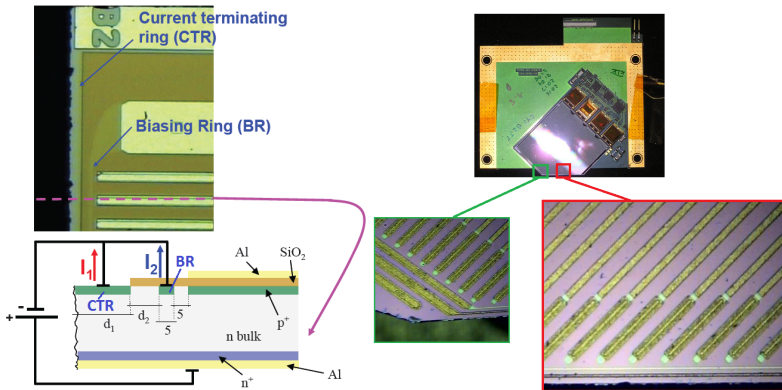 B2
Current terminating
ring (CTR)
Biasing Ring (BR)
I₁
I₂
BR
Al
SiO₂
CTR
-
+
d₁
d₂
5
5
p⁺
n bulk
n⁺
Al